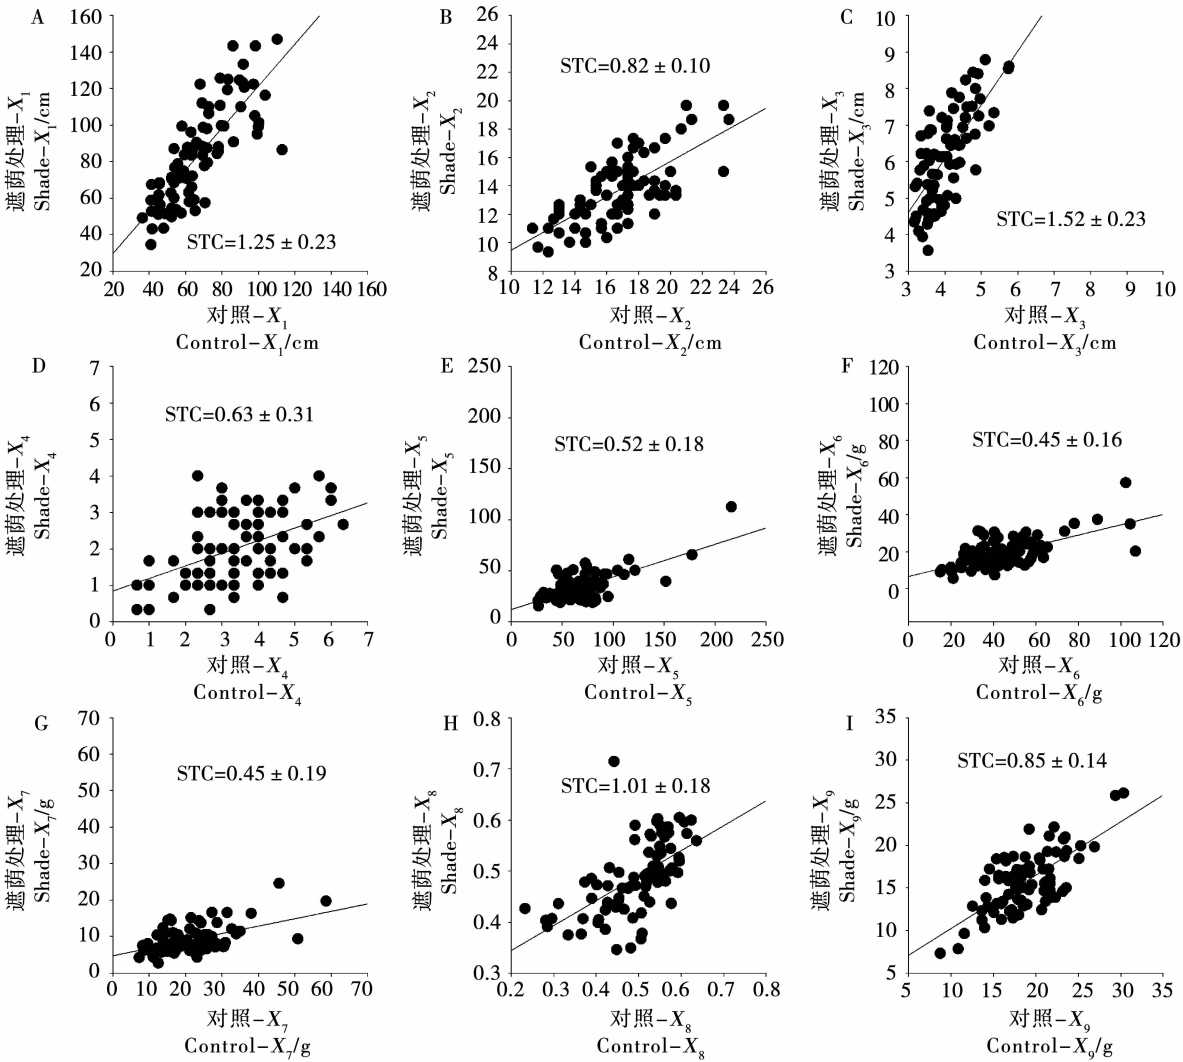 A
160
140
120
100
80
60
40
20
遮荫处理-X1
Shade-X1/cm
STC=1.25 ± 0.23
20 40 60 80 100 120 140 160
对照-X1
Control-X1/cm
B
26
24
22
20
18
16
14
12
10
8
遮荫处理-X2
Shade-X2
STC=0.82 ± 0.10
10 12 14 16 18 20 22 24 26
对照-X2
Control-X2/cm
C
10
9
8
7
6
5
4
3
遮荫处理-X3
Shade-X3/cm
STC=1.52 ± 0.23
3 4 5 6 7 8 9 10
对照-X3
Control-X3/cm
D
7
6
5
4
3
2
1
0
遮荫处理-X4
Shade-X4
STC=0.63 ± 0.31
0 1 2 3 4 5 6 7
对照-X4
Control-X4
E
250
200
150
100
50
0
遮荫处理-X5
Shade-X5
STC=0.52 ± 0.18
0 50 100 150 200 250
对照-X5
Control-X5
F
120
100
80
60
40
20
0
遮荫处理-X6
Shade-X6/g
STC=0.45 ± 0.16
0 20 40 60 80 100 120
对照-X6
Control-X6/g
G
70
60
50
40
30
20
10
0
遮荫处理-X7
Shade-X7/g
STC=0.45 ± 0.19
0 10 20 30 40 50 60 70
对照-X7
Control-X7/g
H
0.8
0.7
0.6
0.5
0.4
0.3
遮荫处理-X8
Shade-X8
STC=1.01 ± 0.18
0.2 0.3 0.4 0.5 0.6 0.7 0.8
对照-X8
Control-X8
I
35
30
25
20
15
10
5
遮荫处理-X9
Shade-X9/g
STC=0.85 ± 0.14
5 10 15 20 25 30 35
对照-X9
Control-X9/g